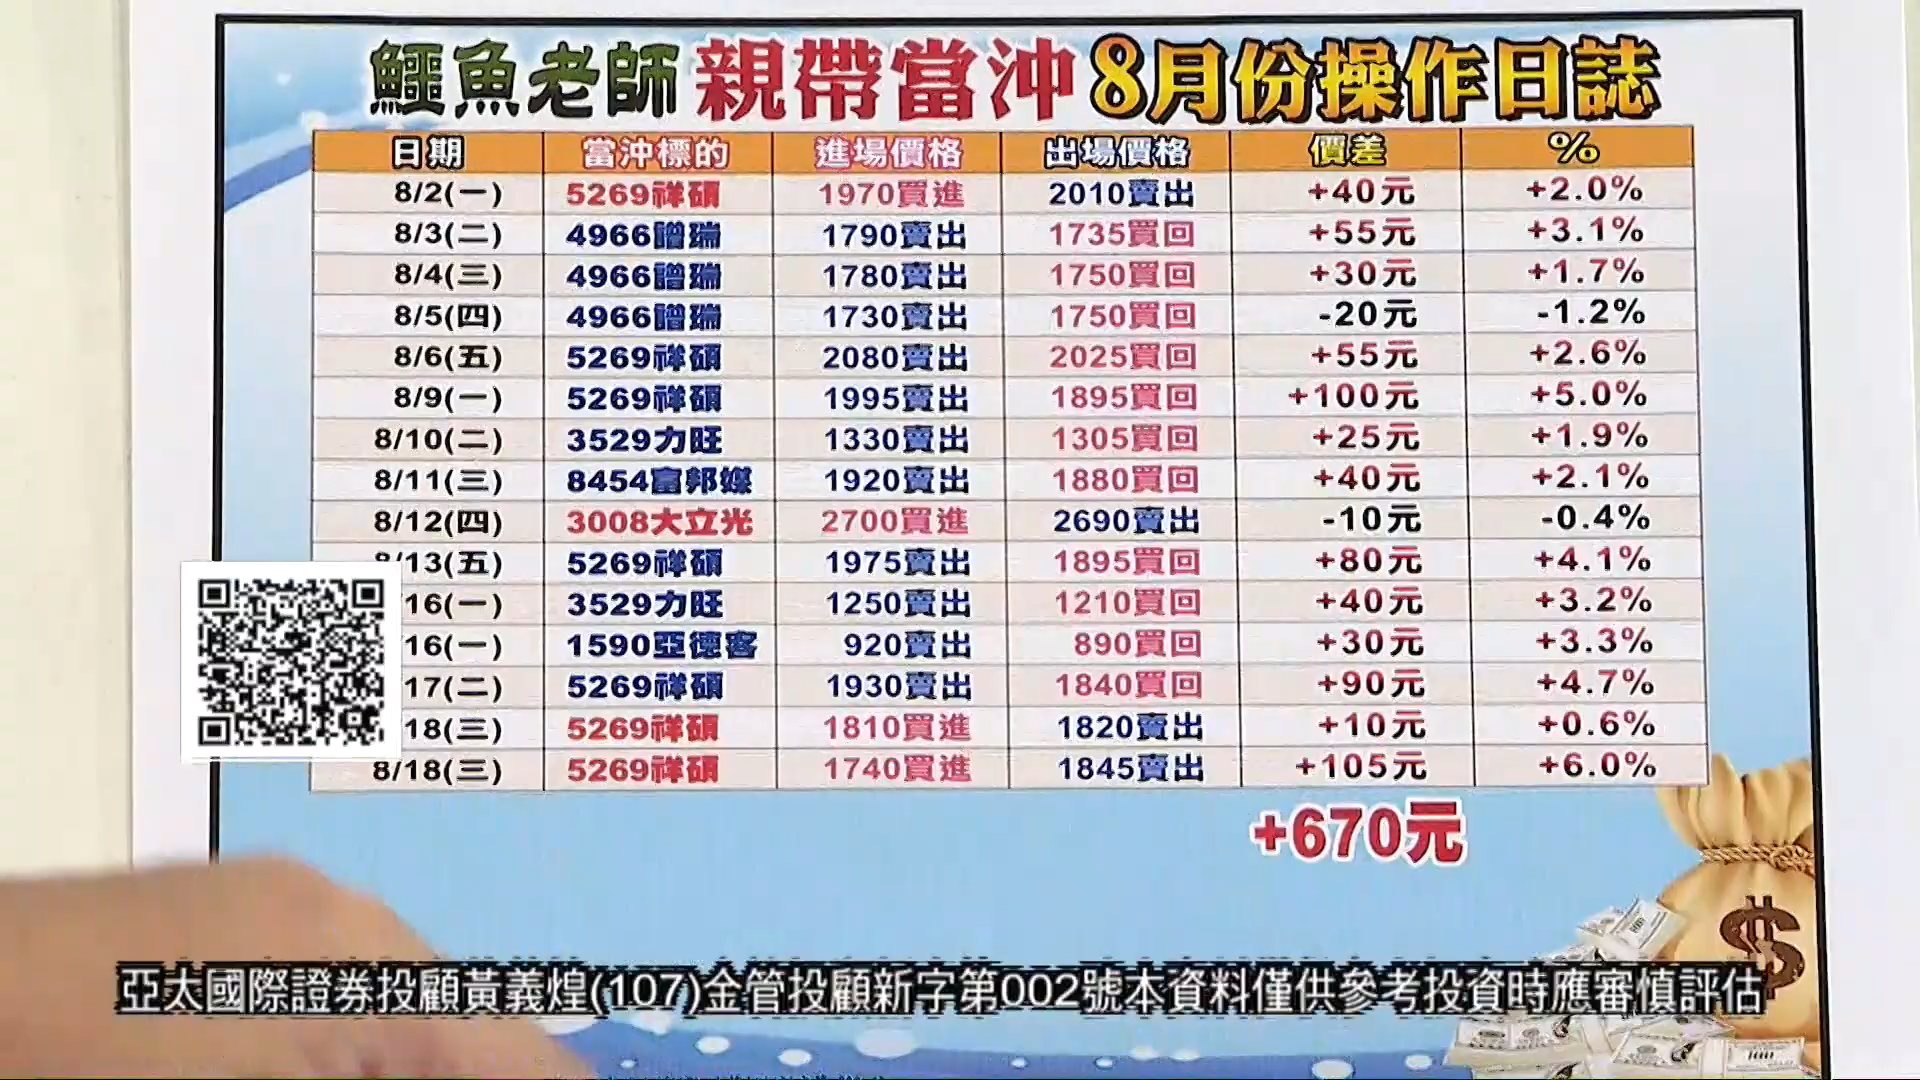 鱷魚老師 親帶當沖 8月份操作日誌
日期 當沖標的 進場價格 出場價格 價差 %
8/2(一) 5269祥碩 1970買進 2010賣出 +40元 +2.0%
8/3(二) 4966譜瑞 1790賣出 1735買回 +55元 +3.1%
8/4(三) 4966譜瑞 1780賣出 1750買回 +30元 +1.7%
8/5(四) 4966譜瑞 1730賣出 1750買回 -20元 -1.2%
8/6(五) 5269祥碩 2080賣出 2025買回 +55元 +2.6%
8/9(一) 5269祥碩 1995賣出 1895買回 +100元 +5.0%
8/10(二) 3529力旺 1330賣出 1305買回 +25元 +1.9%
8/11(三) 8454富邦媒 1920賣出 1880買回 +40元 +2.1%
8/12(四) 3008大立光 2700買進 2690賣出 -10元 -0.4%
8/13(五) 5269祥碩 1975賣出 1895買回 +80元 +4.1%
/16(一) 3529力旺 1250賣出 1210買回 +40元 +3.2%
16(一) 1590亞德客 920賣出 890買回 +30元 +3.3%
17(二) 5269祥碩 1930賣出 1840買回 +90元 +4.7%
18(三) 5269祥碩 1810買進 1820賣出 +10元 +0.6%
8/18(三) 5269祥碩 1740買進 1845賣出 +105元 +6.0%
+670元
$
亞太國際證券投顧黃義煌(107)金管投顧新字第002號本資料僅供參考投資時應審慎評估